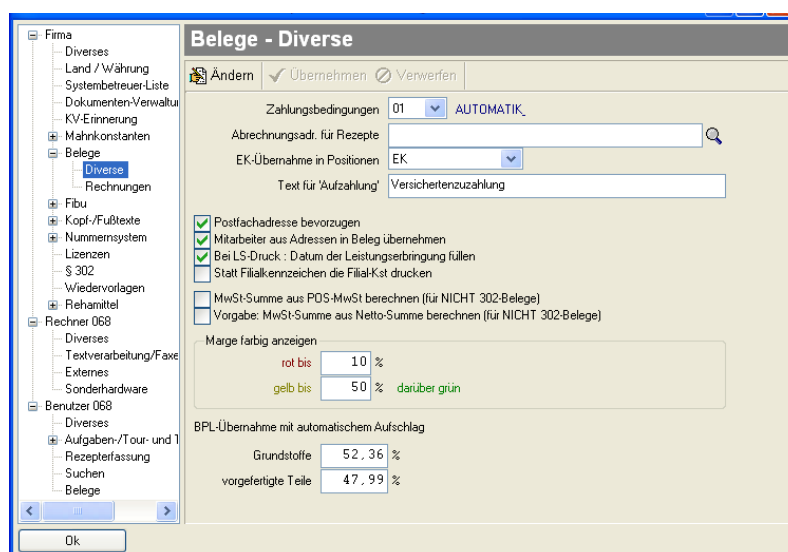 Firma
Diverses
Land / Währung
Systembetreuer-Liste
Dokumenten-Verwaltu
KV-Erinnerung
Mahnkonstanten
Belege
Diverse
Rechnungen
Fibu
Kopf-/Fußtexte
Nummernsystem
Lizenzen
§ 302
Wiedervorlagen
Rehamittel
Rechner 068
Diverses
Textverarbeitung/Faxe
Externes
Sonderhardware
Benutzer 068
Diverses
Aufgaben-/Tour- und T
Rezepterfassung
Suchen
Belege
Ok
Belege - Diverse
Ändern Übernehmen Verwerfen
Zahlungsbedingungen 01 AUTOMATIK_
Abrechnungsadr. für Rezepte
EK-Übernahme in Positionen EK
Text für 'Aufzahlung' Versichertenzuzahlung
Postfachadresse bevorzugen
Mitarbeiter aus Adressen in Beleg übernehmen
Bei LS-Druck : Datum der Leistungserbringung füllen
Statt Filialkennzeichen die Filial-Kst drucken
MwSt-Summe aus POS-MwSt berechnen (für NICHT 302-Belege)
Vorgabe: MwSt-Summe aus Netto-Summe berechnen (für NICHT 302-Belege)
Marge farbig anzeigen
rot bis 10 %
gelb bis 50 % darüber grün
BPL-Übernahme mit automatischem Aufschlag
Grundstoffe 52,36 %
vorgefertigte Teile 47,99 %